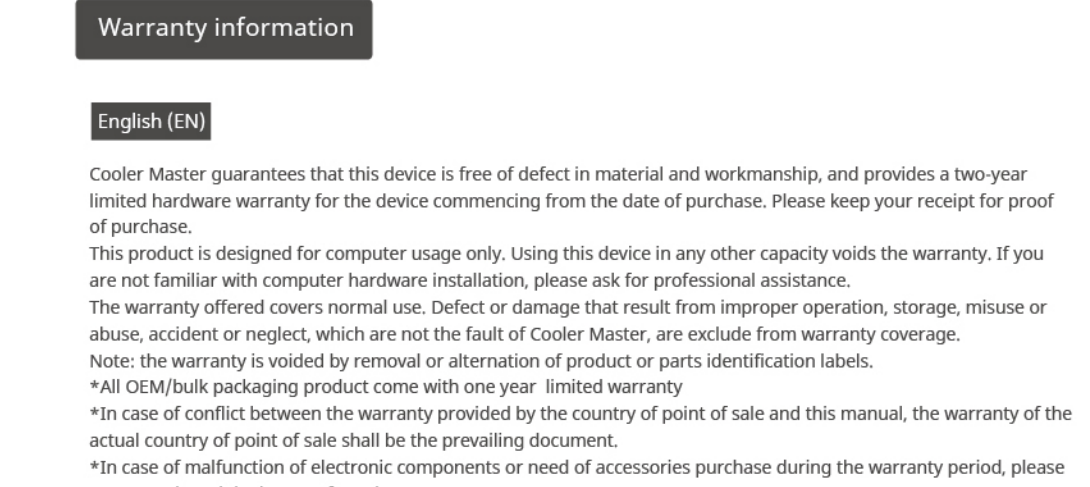 Warranty information
English (EN)
Cooler Master guarantees that this device is free of defect in material and workmanship, and provides a two-year
limited hardware warranty for the device commencing from the date of purchase. Please keep your receipt for proof
of purchase.
This product is designed for computer usage only. Using this device in any other capacity voids the warranty. If you
are not familiar with computer hardware installation, please ask for professional assistance.
The warranty offered covers normal use. Defect or damage that result from improper operation, storage, misuse or
abuse, accident or neglect, which are not the fault of Cooler Master, are exclude from warranty coverage.
Note: the warranty is voided by removal or alternation of product or parts identification labels.
*All OEM/bulk packaging product come with one year  limited warranty
*In case of conflict between the warranty provided by the country of point of sale and this manual, the warranty of the
actual country of point of sale shall be the prevailing document.
*In case of malfunction of electronic components or need of accessories purchase during the warranty period, please